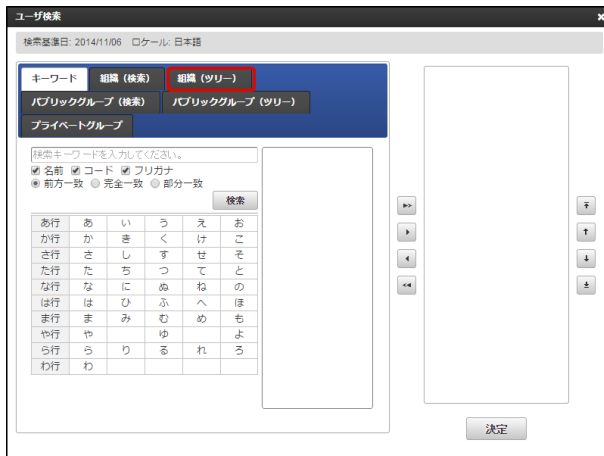 ユーザ検索
検索基準日: 2014/11/06 ロケール: 日本語
キーワード 組織（検索） 組織（ツリー）
パブリックグループ（検索） パブリックグループ（ツリー）
プライベートグループ
検索キーワードを入力してください。
名前 コード フリガナ
前方一致 完全一致 部分一致
検索
あ行 あ い う え お
か行 か き く け こ
さ行 さ し す せ そ
た行 た ち つ て と
な行 な に ぬ ね の
は行 は ひ ふ へ ほ
ま行 ま み む め も
や行 や ゆ よ
ら行 ら り る れ ろ
わ行 わ
決定